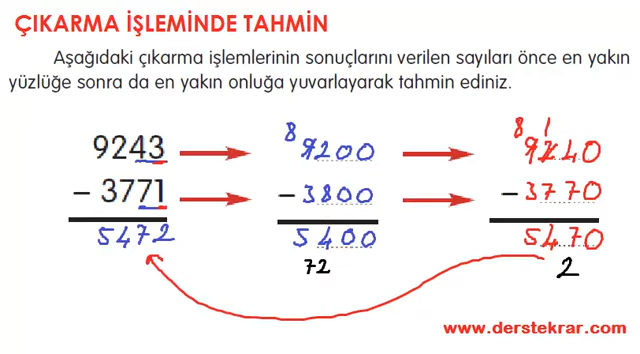 ÇIKARMA İŞLEMİNDE TAHMİN
Aşağıdaki çıkarma işlemlerinin sonuçlarını verilen sayıları önce en yakın
yüzlüğe sonra da en yakın onluğa yuvarlayarak tahmin ediniz.
8 8 1
9243 9200 9240
- 3771 - 3800 - 3770
5472 5400 5470
72 2
www.derstekrar.com